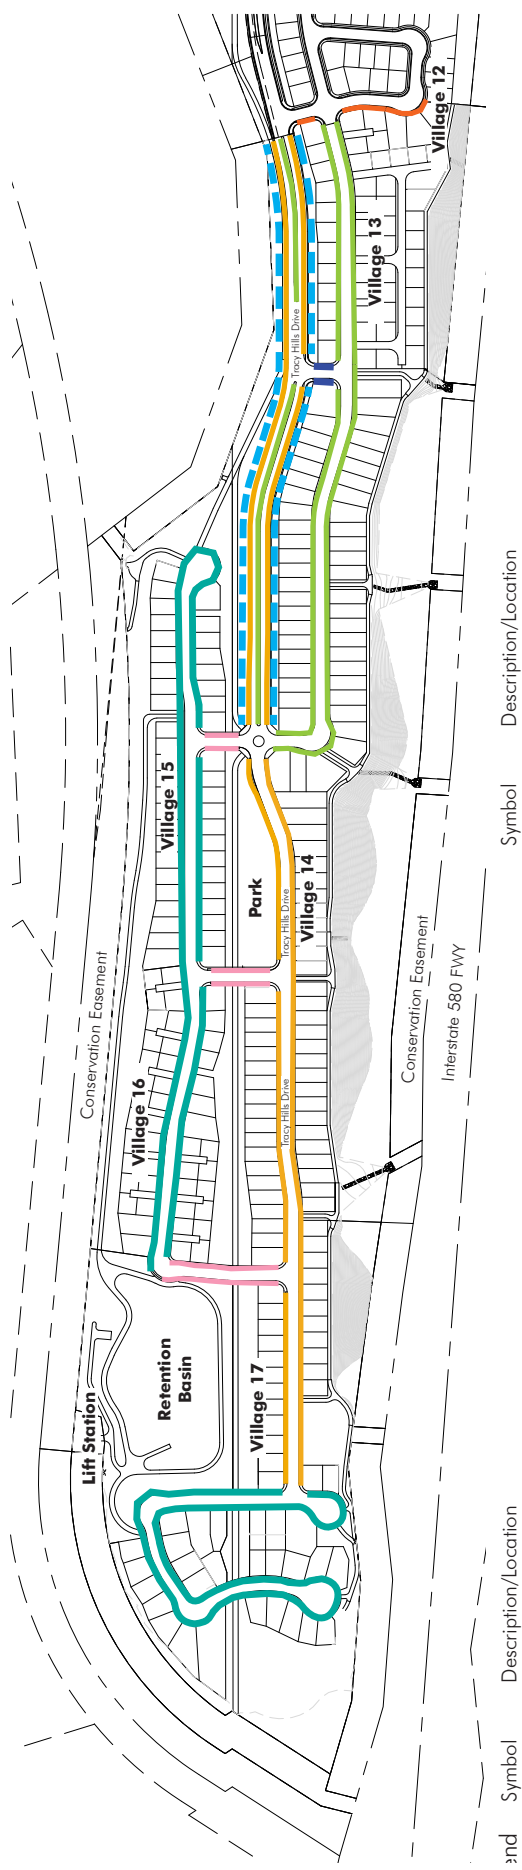 Village 12
Village 13
Tracy Hills Drive
Village 15
Park
Tracy Hills Drive
Village 14
Conservation Easement
Conservation Easement
Interstate 580 FWY
Village 16
Tracy Hills Drive
Retention
Basin
Lift Station
Village 17
Symbol
Description/Location
Symbol
Description/Location
end